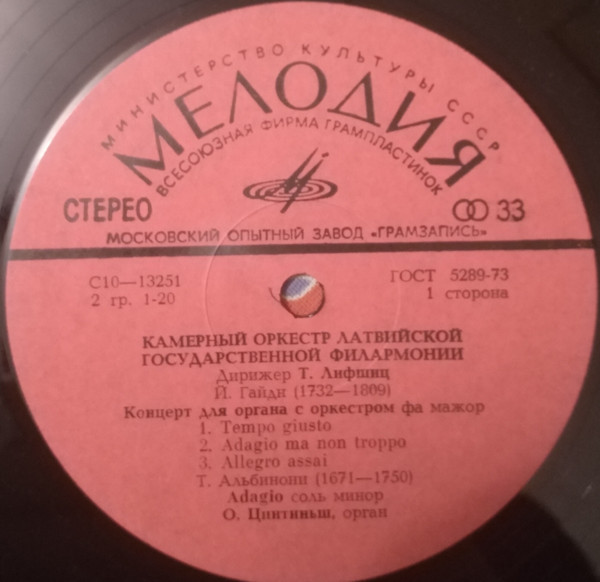 МИНИСТЕРСТВО КУЛЬТУРЫ СССР
МЕЛОДИЯ
ВСЕСОЮЗНАЯ ФИРМА ГРАМПЛАСТИНОК
СТЕРЕО
33
МОСКОВСКИЙ ОПЫТНЫЙ ЗАВОД «ГРАМЗАПИСЬ»
С10—13251
ГОСТ 5289-73
2 гр. 1-20
1 сторона
КАМЕРНЫЙ ОРКЕСТР ЛАТВИЙСКОЙ
ГОСУДАРСТВЕННОЙ ФИЛАРМОНИИ
Дирижер Т. Лифшиц
Й. Гайдн (1732—1809)
Концерт для органа с оркестром фа мажор
1. Tempo giusto
2. Adagio ma non troppo
3. Allegro assai
Т. Альбинони (1671—1750)
Adagio соль минор
О. Цинтиньш, орган